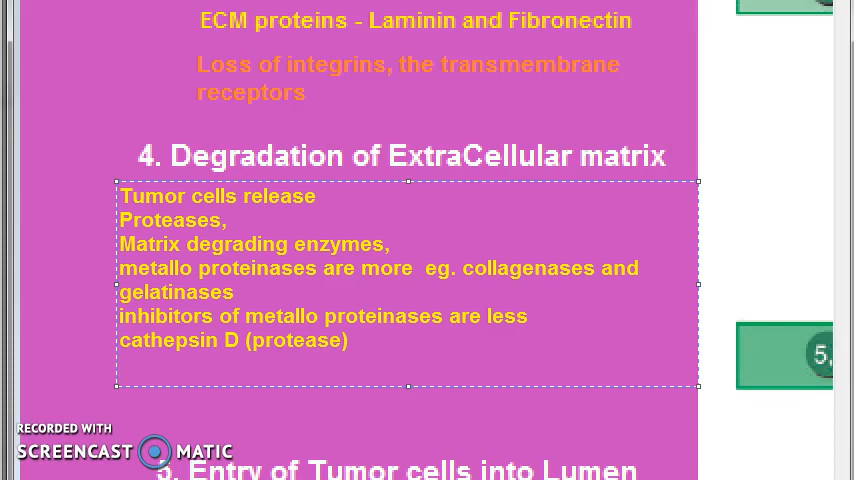 ECM proteins - Laminin and Fibronectin
Loss of integrins, the transmembrane
receptors
4. Degradation of ExtraCellular matrix
Tumor cells release
Proteases,
Matrix degrading enzymes,
metallo proteinases are more  eg. collagenases and
gelatinases
inhibitors of metallo proteinases are less
cathepsin D (protease)
5,
RECORDED WITH
SCREENCAST MATIC
5. Entry of Tumor cells into Lumen